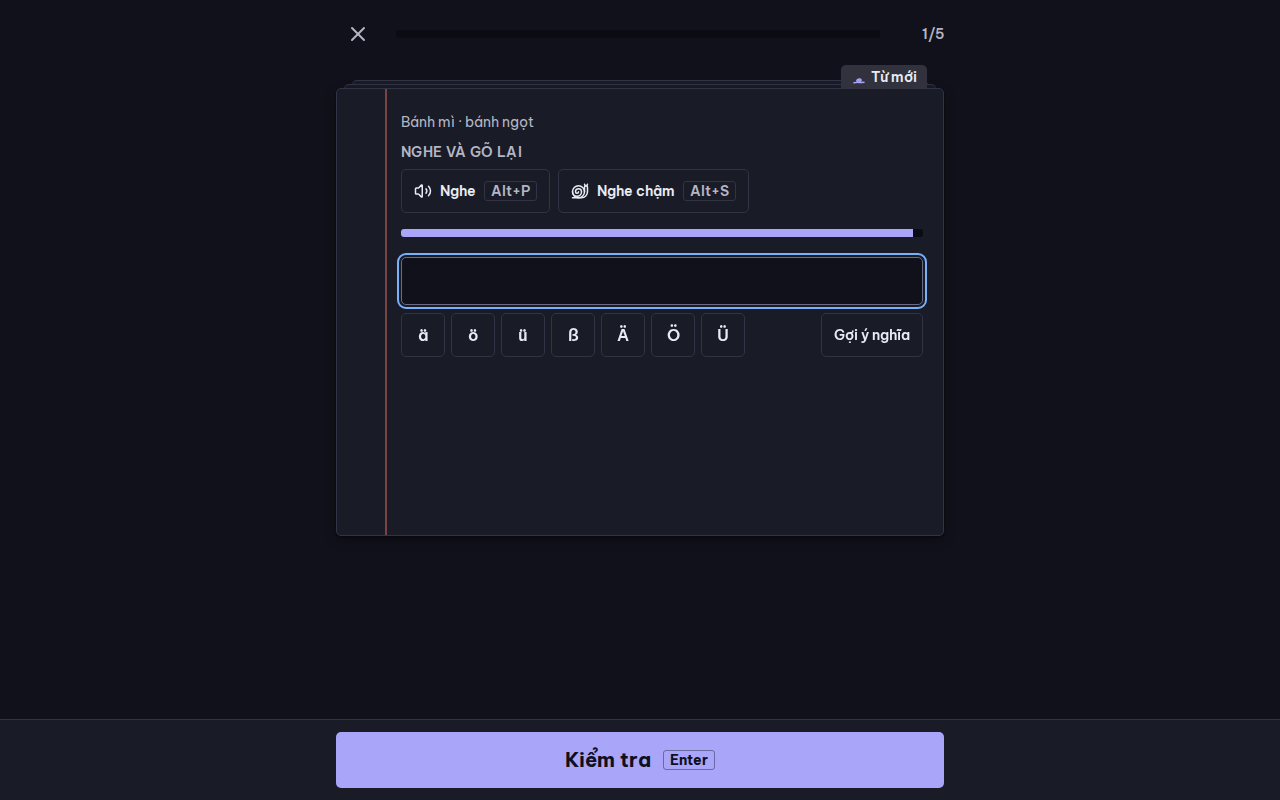 1/5
Từ mới
Bánh mì · bánh ngọt
NGHE VÀ GÕ LẠI
Nghe Alt+P Nghe chậm Alt+S
ä ö ü ß Ä Ö Ü Gợi ý nghĩa
Kiểm tra Enter